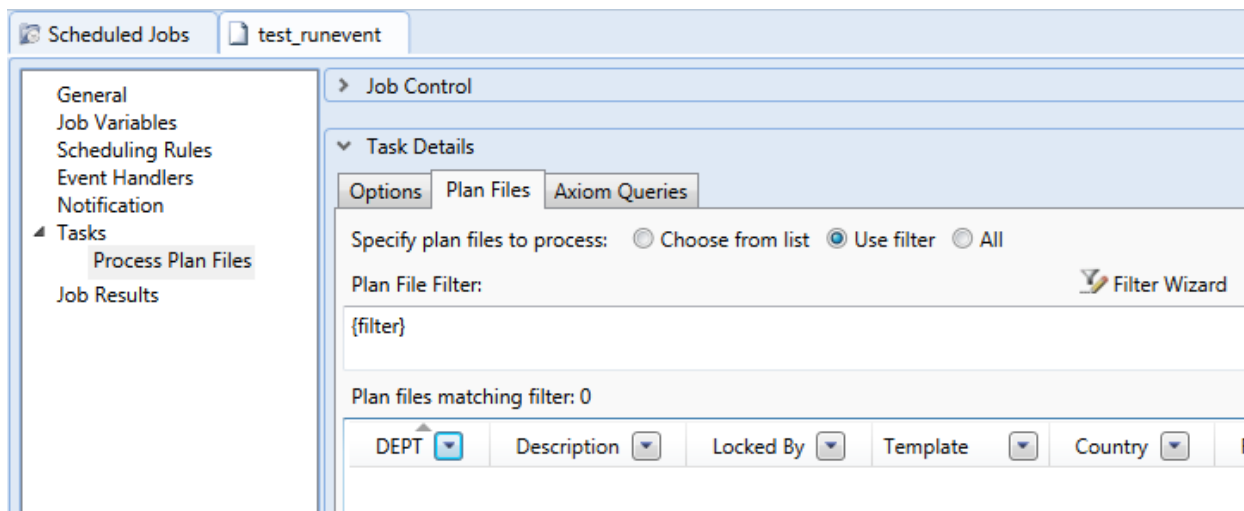 Scheduled Jobs test_runevent
General
Job Variables
Scheduling Rules
Event Handlers
Notification
Tasks
Process Plan Files
Job Results
Job Control
Task Details
Options Plan Files Axiom Queries
Specify plan files to process: Choose from list Use filter All
Plan File Filter: Filter Wizard
{filter}
Plan files matching filter: 0
DEPT Description Locked By Template Country